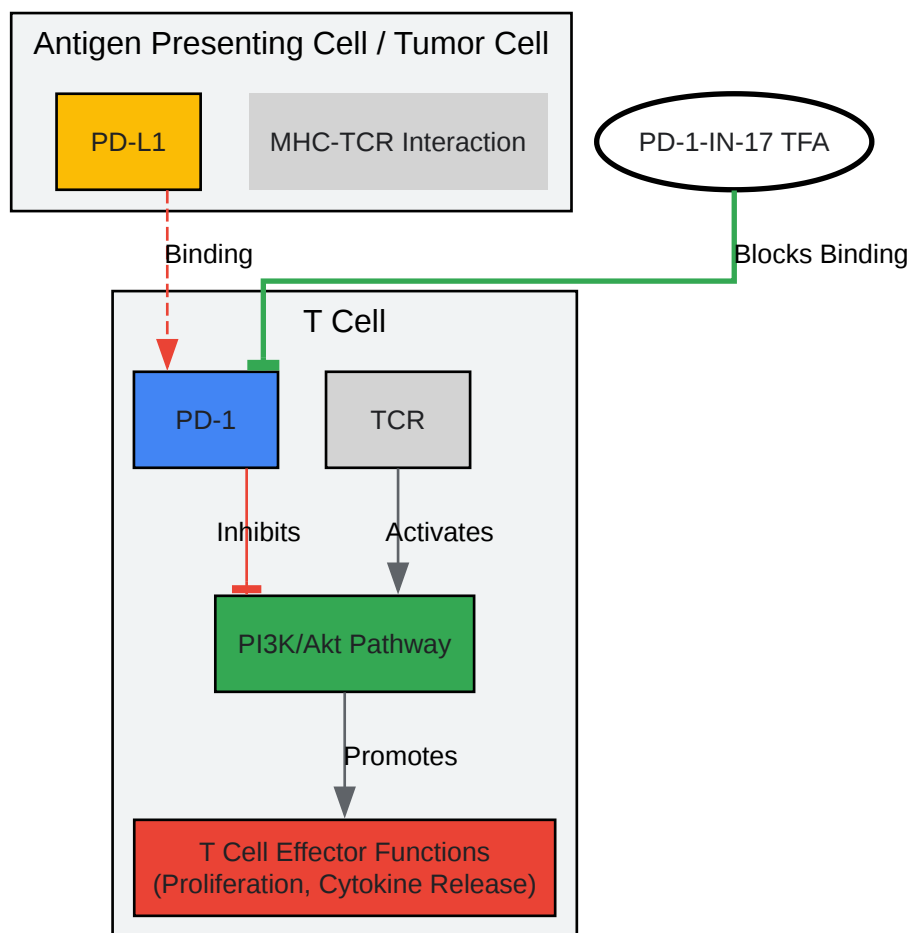 Antigen Presenting Cell / Tumor Cell
PD-L1
MHC-TCR Interaction
PD-1-IN-17 TFA
Binding
Blocks Binding
T Cell
PD-1
TCR
Inhibits
Activates
PI3K/Akt Pathway
Promotes
T Cell Effector Functions
(Proliferation, Cytokine Release)